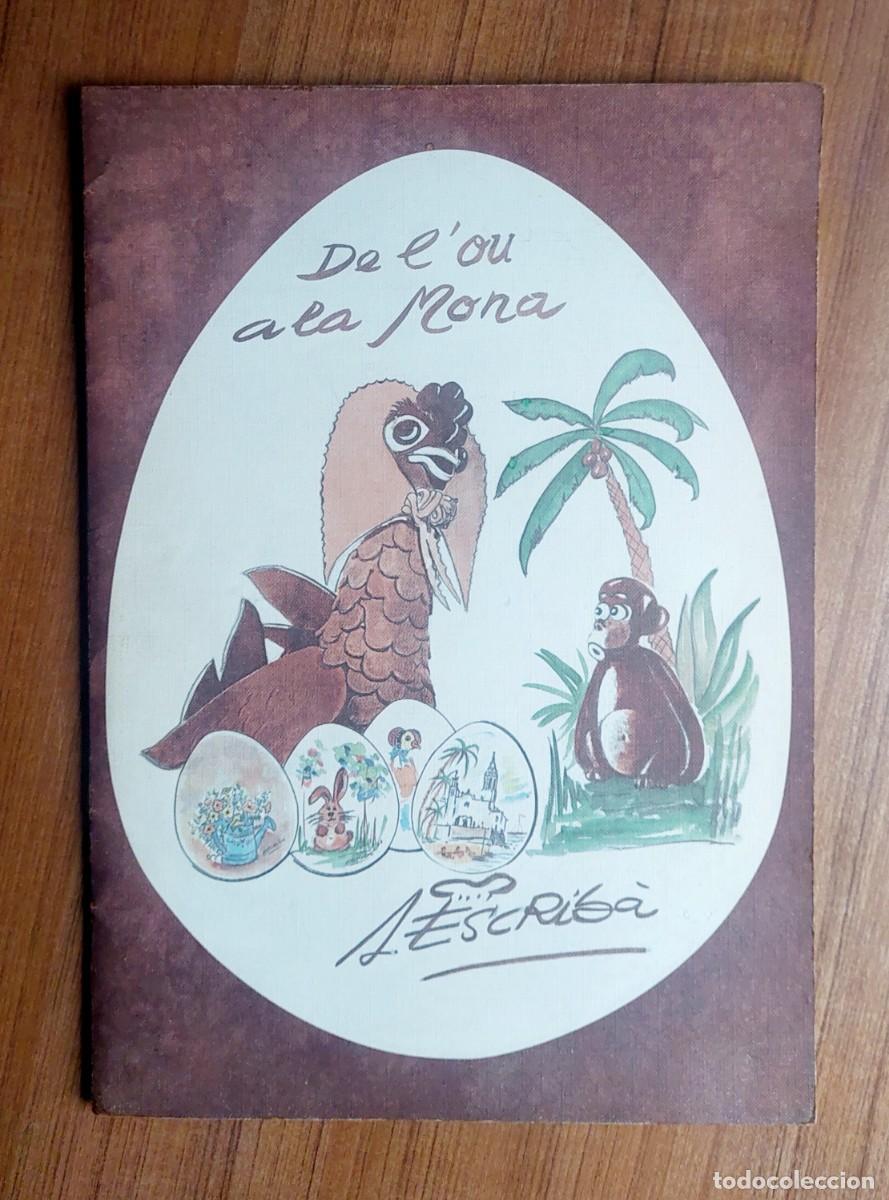 De l'ou
a la Mona
A. Escribà
todocoleccion